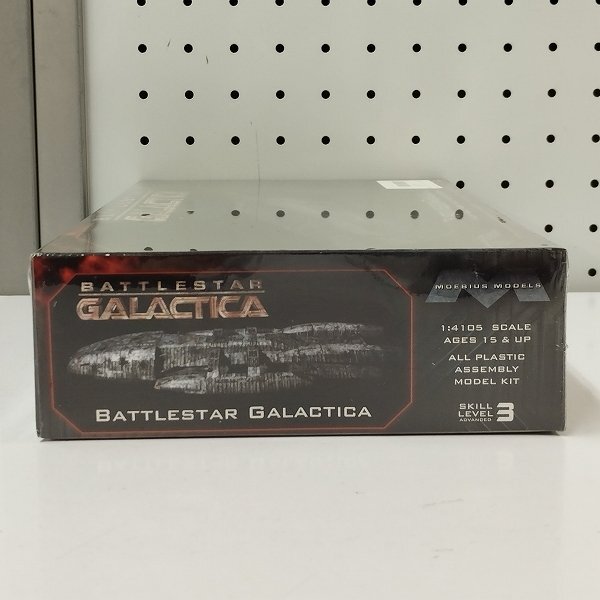 GALACTICA
BATTLESTAR
GALACTICA
BATTLESTAR GALACTICA
MOEBIUS MODELS
1:4105 SCALE
AGES 15 & UP
ALL PLASTIC
ASSEMBLY
MODEL KIT
SKILL
LEVEL 3
ADVANCED